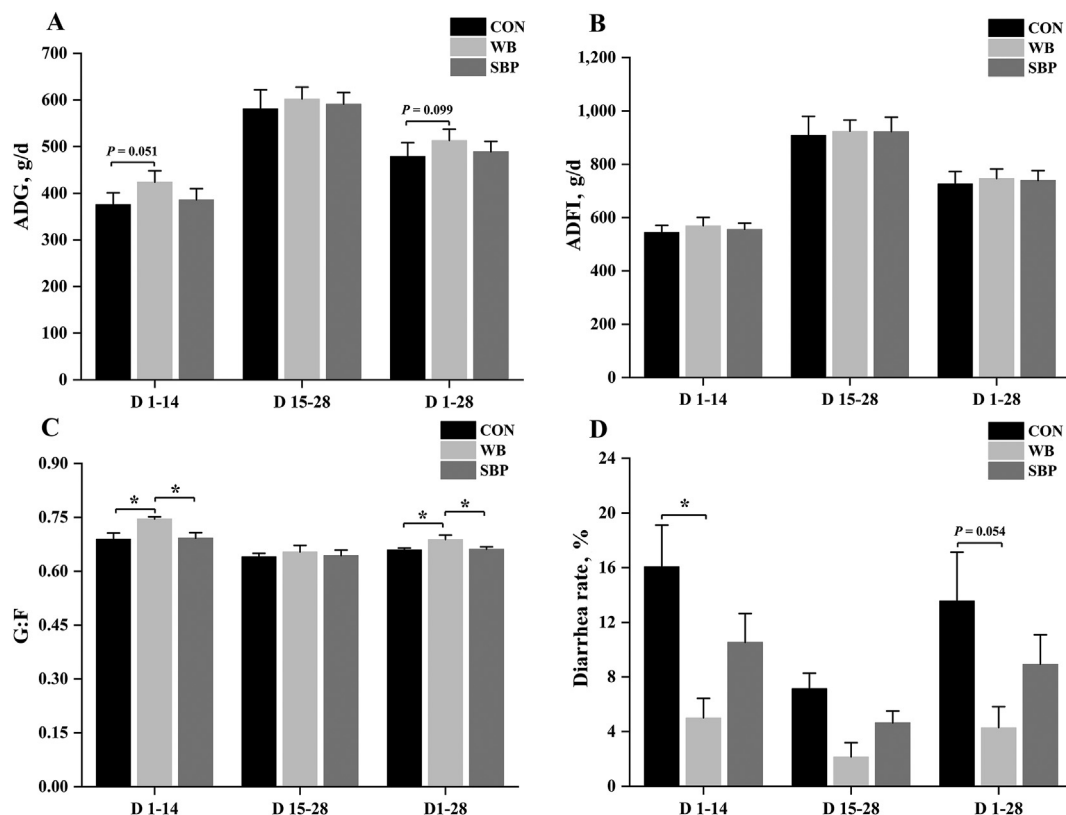 A
CON
WB
SBP
700
600
500
400
300
200
100
0
ADG, g/d
P = 0.051
P = 0.099
D 1-14
D 15-28
D 1-28
B
CON
WB
SBP
1,200
1,000
800
600
400
200
0
ADFI, g/d
D 1-14
D 15-28
D 1-28
C
CON
WB
SBP
0.90
0.75
0.60
0.45
0.30
0.15
0.00
G:F
*
*
*
*
D 1-14
D 15-28
D1-28
D
CON
WB
SBP
24
20
16
12
8
4
0
Diarrhea rate, %
*
P = 0.054
D 1-14
D 15-28
D 1-28